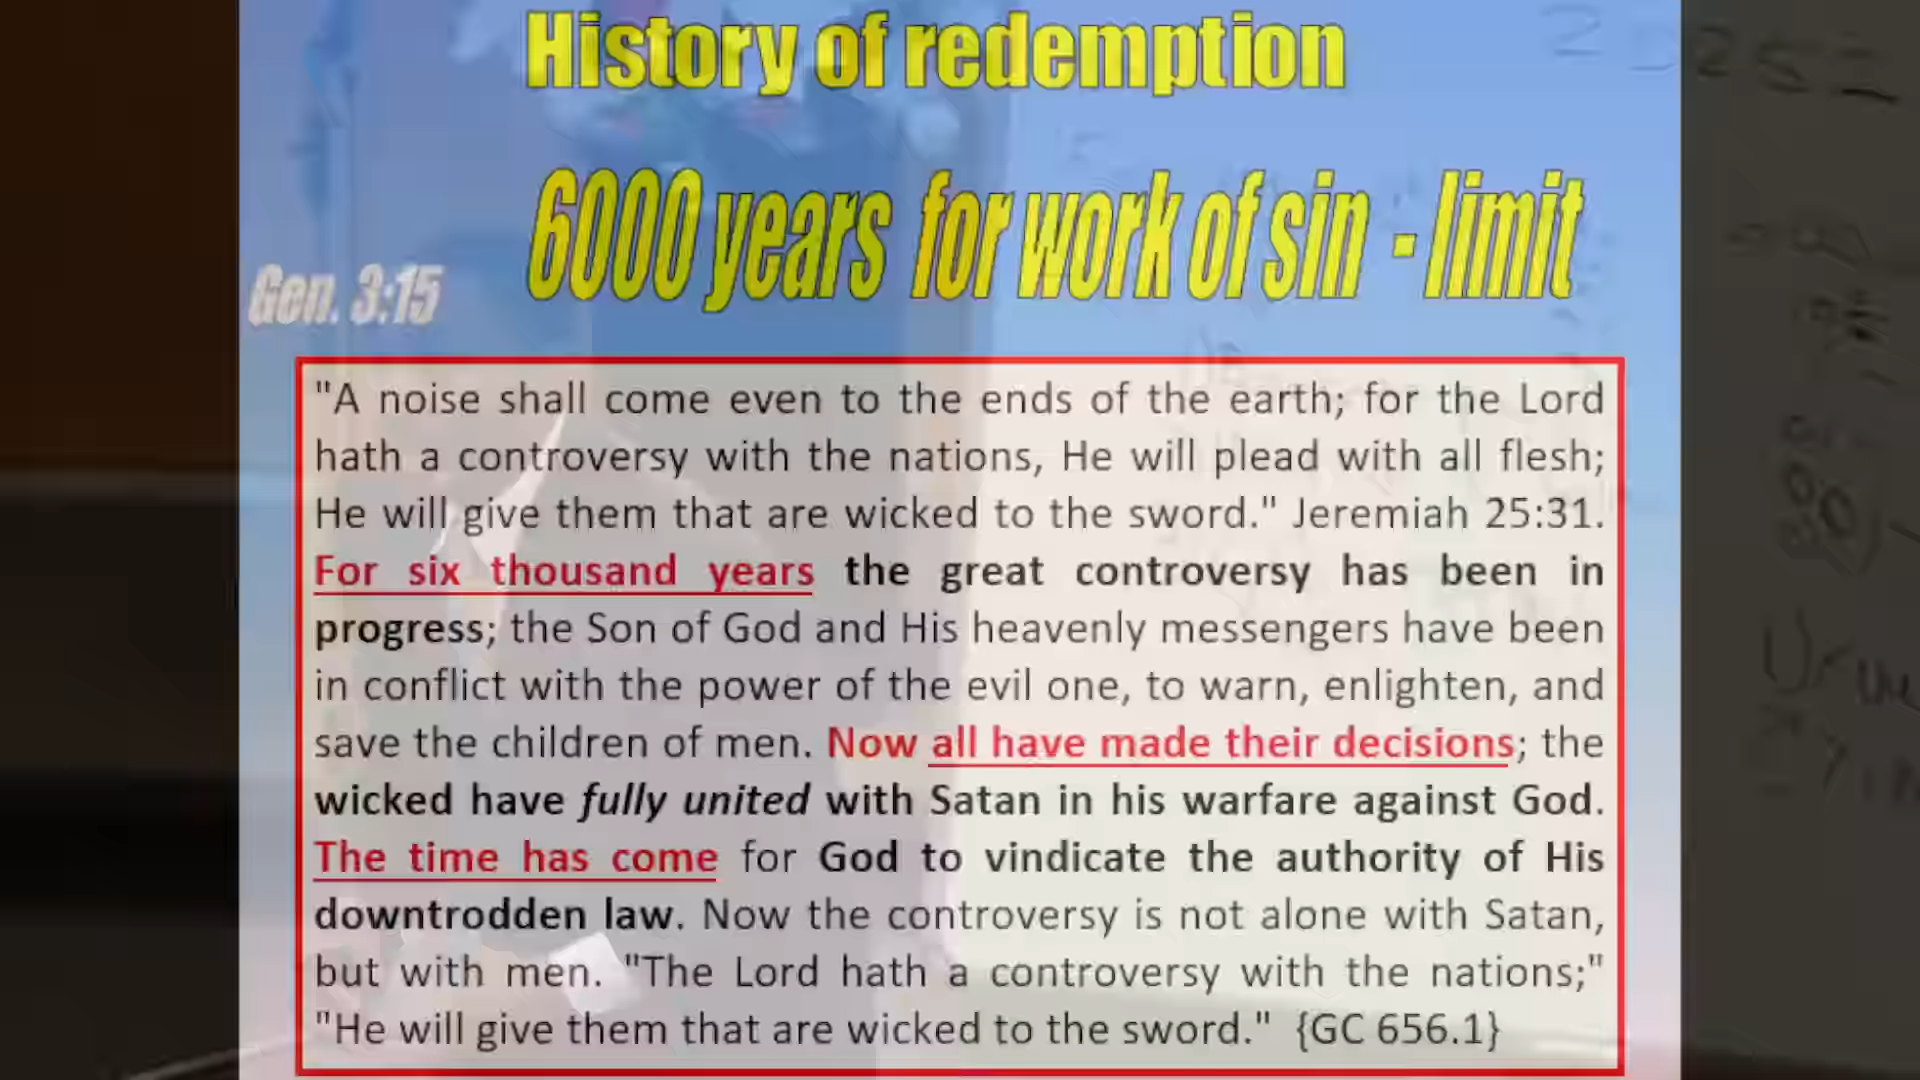 History of redemption
6000 years for work of sin - limit
Gen. 3:15
"A noise shall come even to the ends of the earth; for the Lord
hath a controversy with the nations, He will plead with all flesh;
He will give them that are wicked to the sword." Jeremiah 25:31.
For six thousand years the great controversy has been in
progress; the Son of God and His heavenly messengers have been
in conflict with the power of the evil one, to warn, enlighten, and
save the children of men. Now all have made their decisions; the
wicked have fully united with Satan in his warfare against God.
The time has come for God to vindicate the authority of His
downtrodden law. Now the controversy is not alone with Satan,
but with men. "The Lord hath a controversy with the nations;"
"He will give them that are wicked to the sword." {GC 656.1}